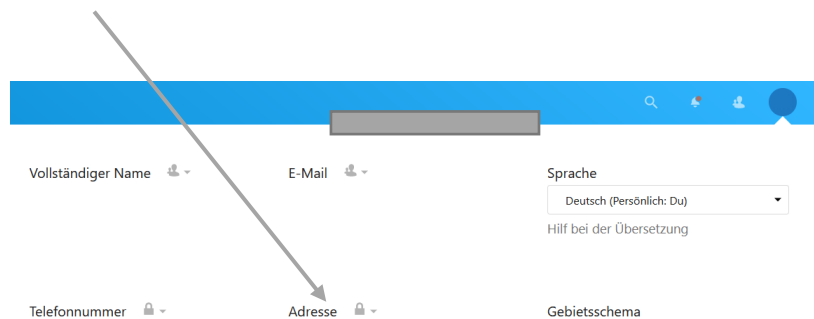 Vollständiger Name
E-Mail
Sprache
Deutsch (Persönlich: Du)
Hilf bei der Übersetzung
Telefonnummer
Adresse
Gebietsschema